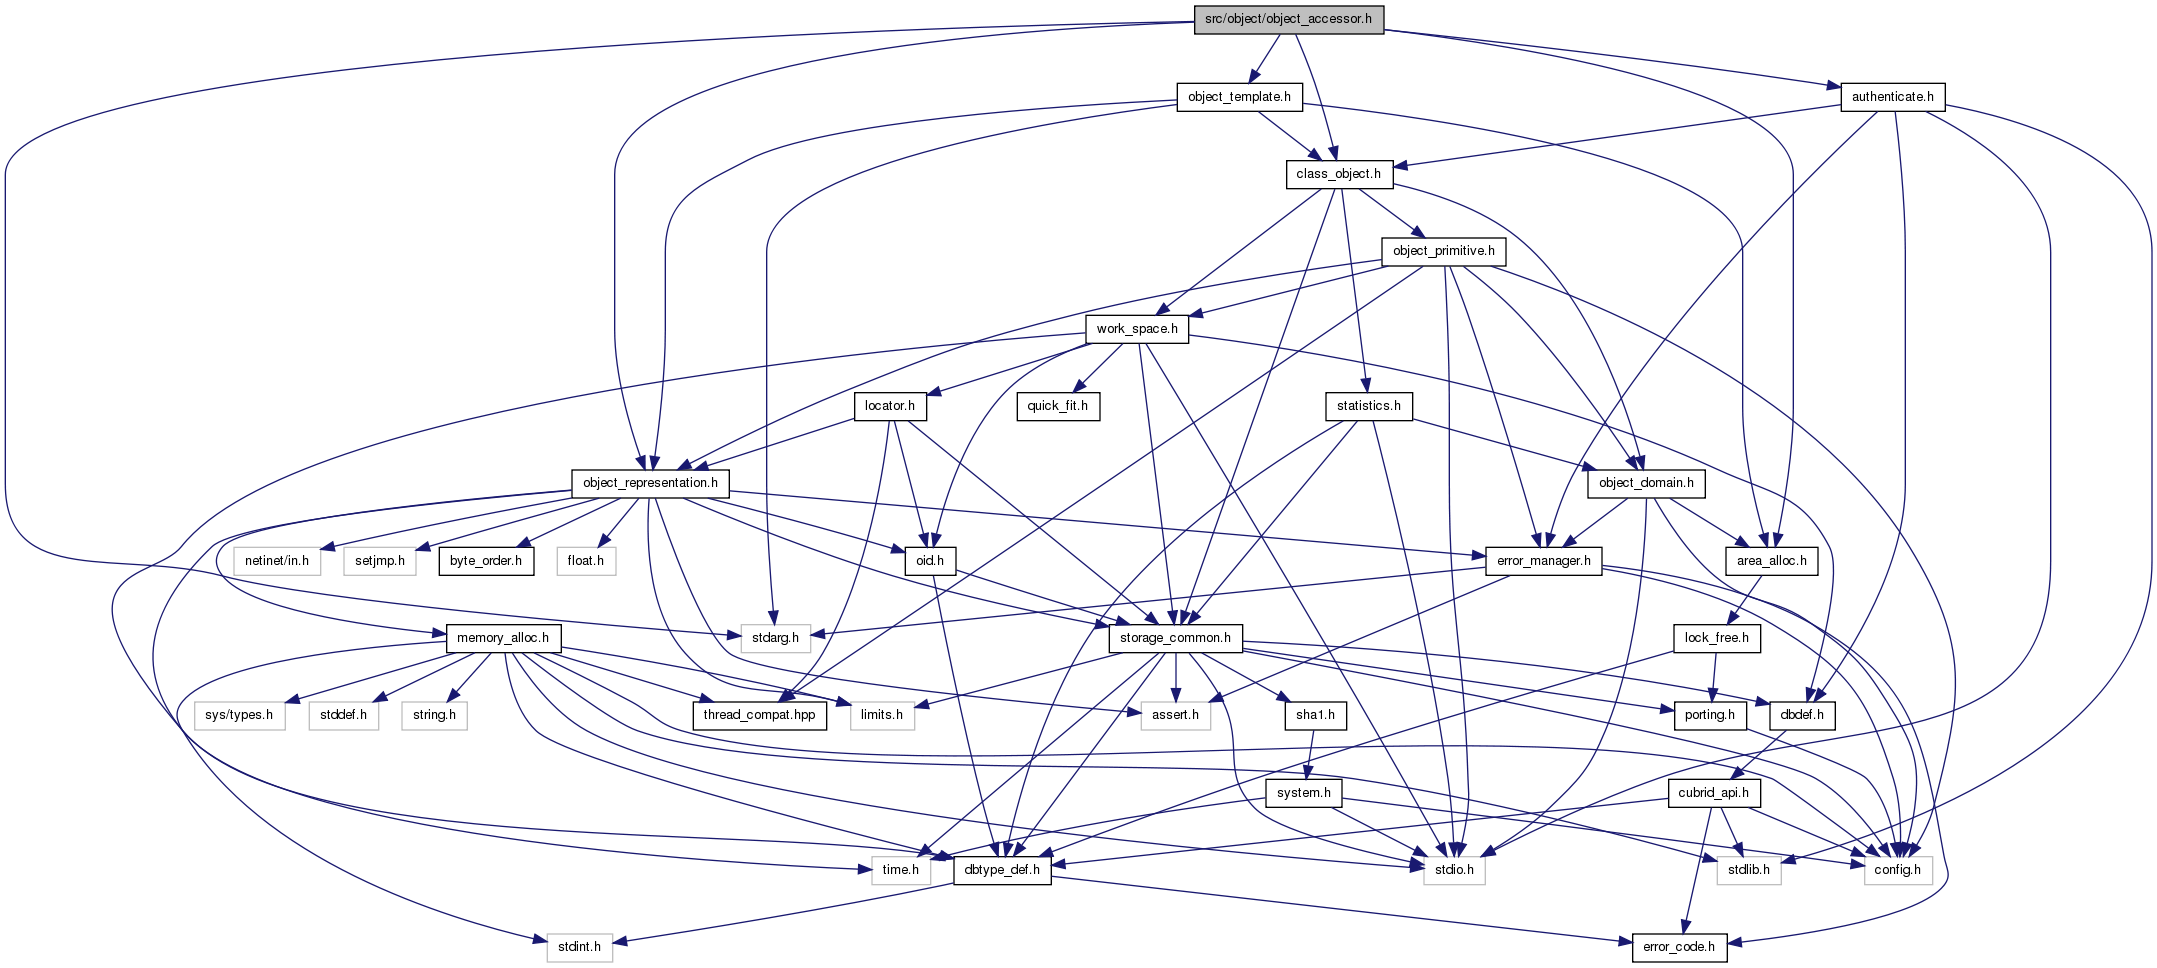 src/object/object_accessor.h
object_template.h
authenticate.h
class_object.h
object_primitive.h
work_space.h
locator.h
quick_fit.h
statistics.h
object_representation.h
object_domain.h
netinet/in.h
setjmp.h
byte_order.h
float.h
oid.h
error_manager.h
area_alloc.h
memory_alloc.h
stdarg.h
storage_common.h
lock_free.h
sys/types.h
stddef.h
string.h
thread_compat.hpp
limits.h
assert.h
sha1.h
porting.h
dbdef.h
system.h
cubrid_api.h
time.h
dbtype_def.h
stdio.h
stdlib.h
config.h
stdint.h
error_code.h